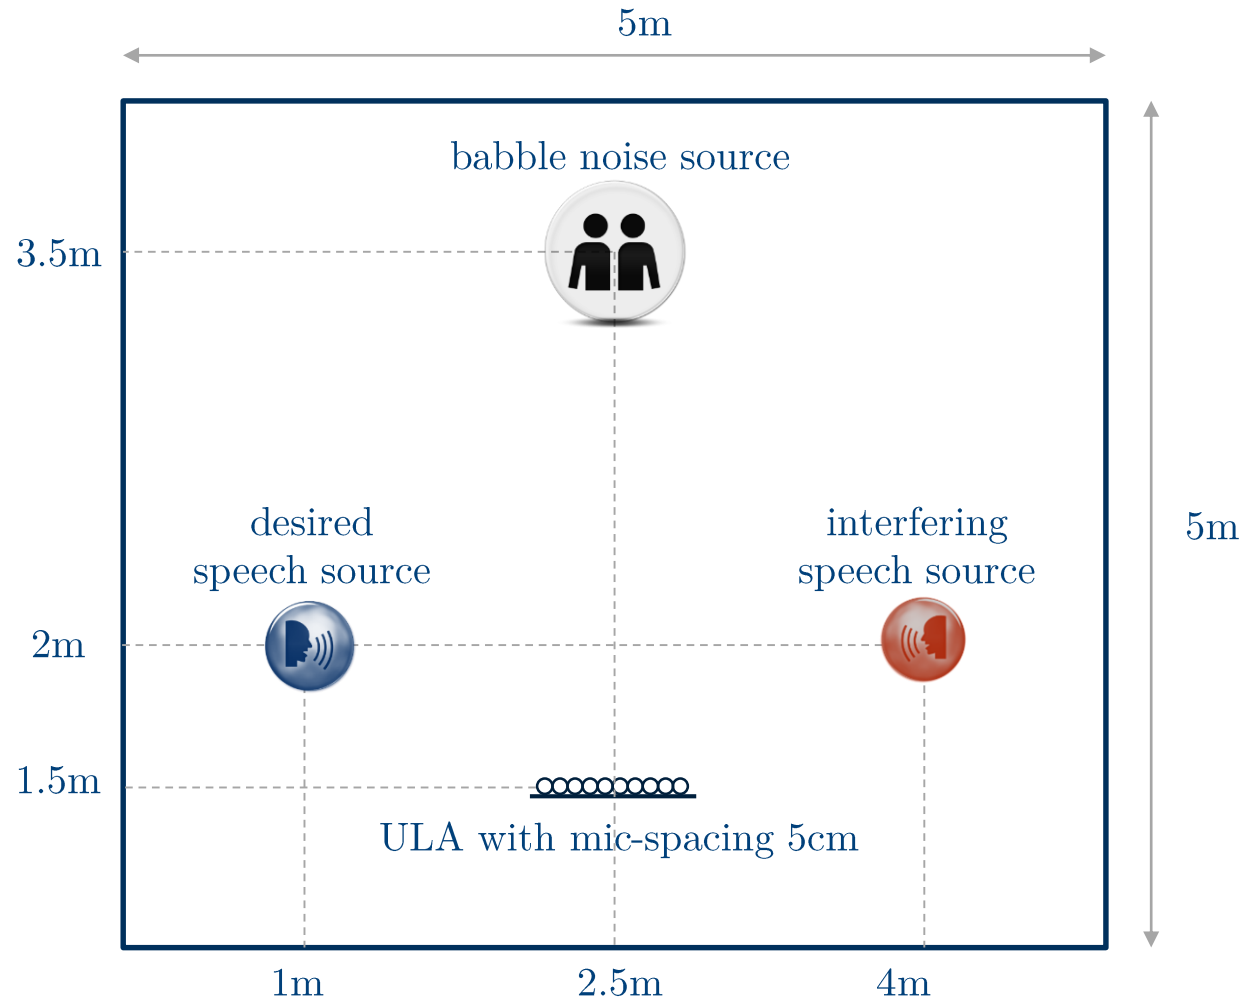 5m
babble noise source
3.5m
desired
speech source
interfering
speech source
5m
2m
1.5m
ULA with mic-spacing 5cm
1m
2.5m
4m